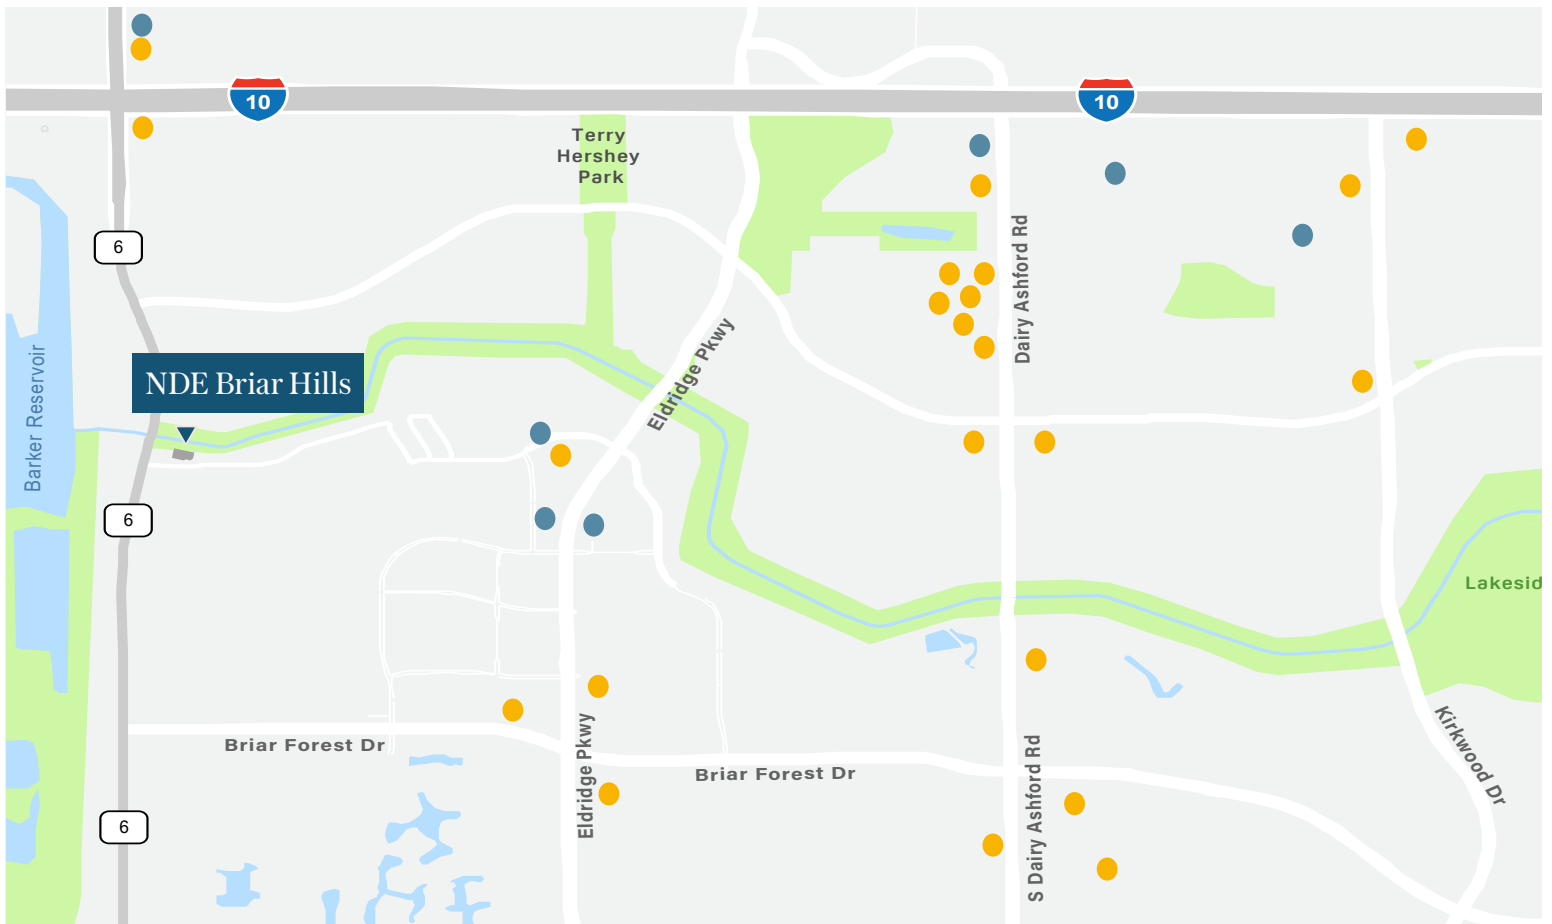 10
10
Terry
Hershey
Park
6
Dairy Ashford Rd
Eldridge Pkwy
Barker Reservoir
NDE Briar Hills
6
Lakesid
Briar Forest Dr
Eldridge Pkwy
Briar Forest Dr
S Dairy Ashford Rd
Kirkwood Dr
6